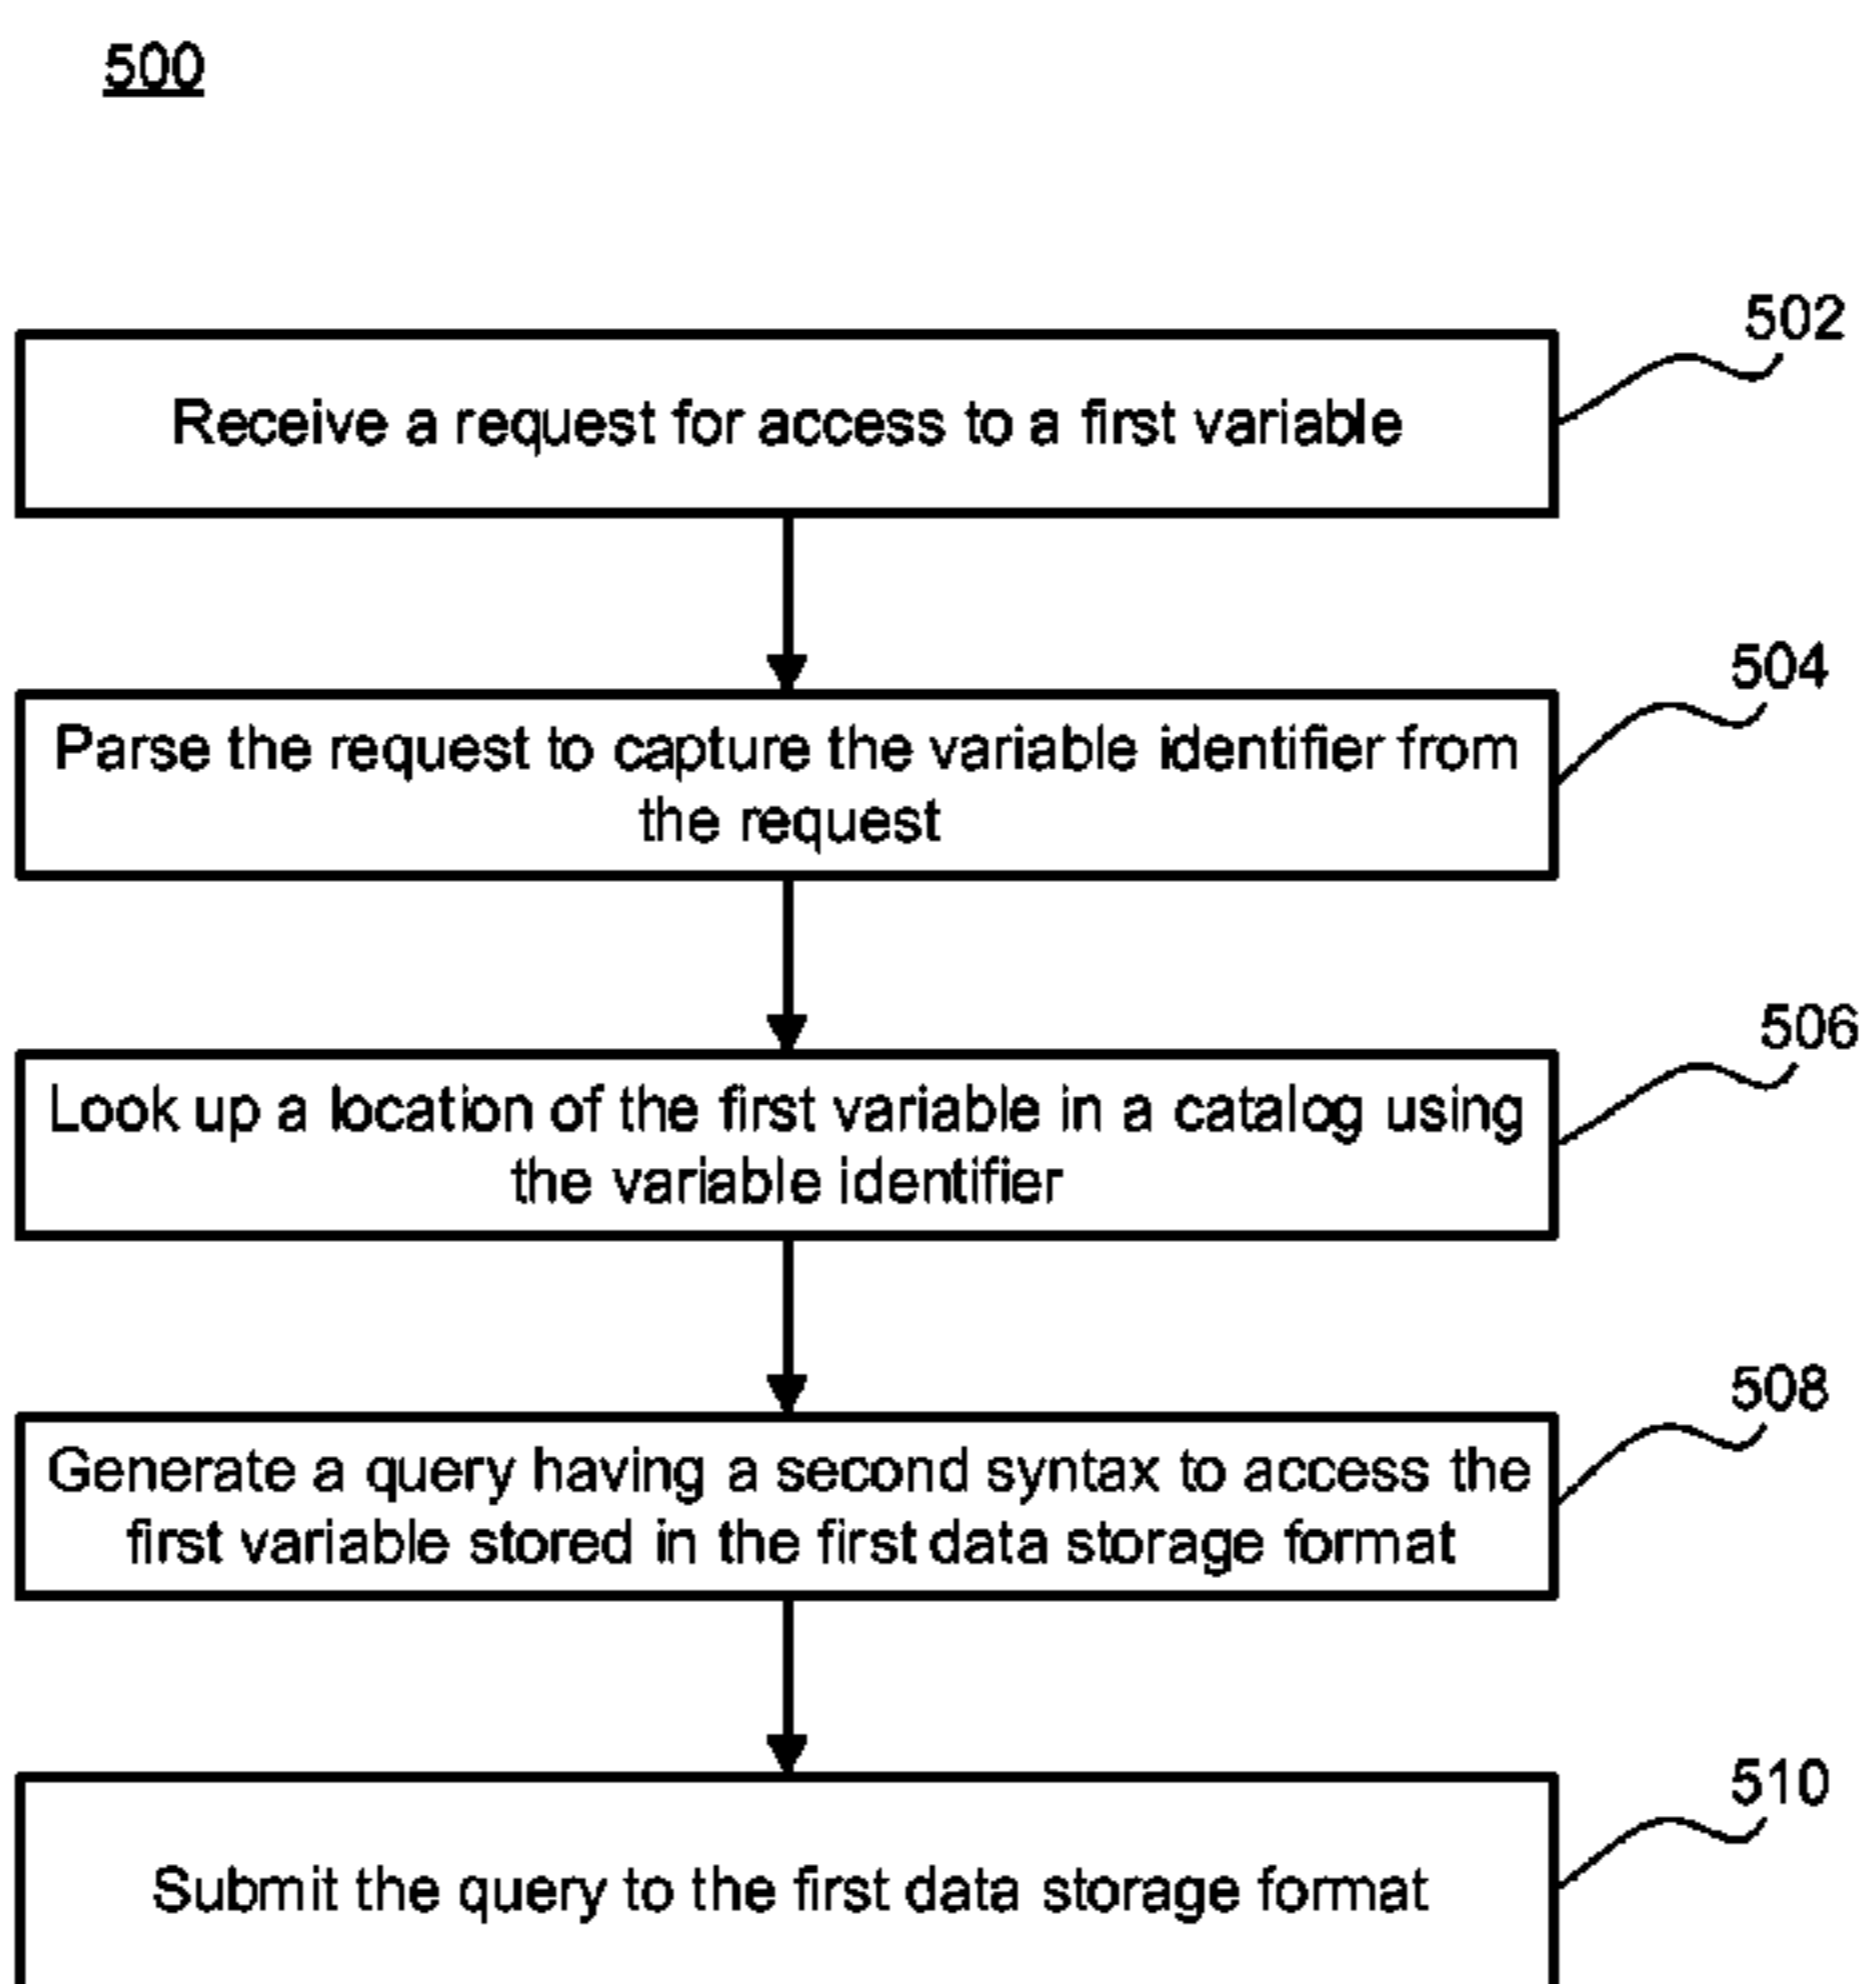 500
502
Receive a request for access to a first variable
504
Parse the request to capture the variable identifier from
the request
506
Look up a location of the first variable in a catalog using
the variable identifier
508
Generate a query having a second syntax to access the
first variable stored in the first data storage format
510
Submit the query to the first data storage format